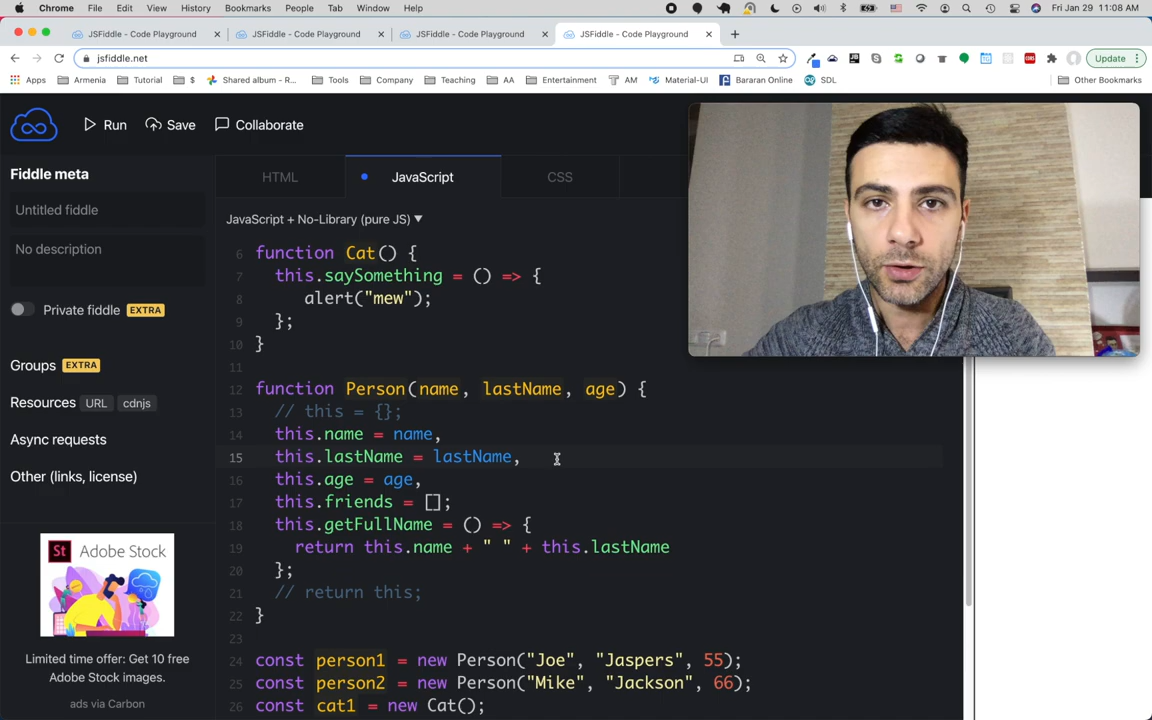 Chrome File Edit View History Bookmarks People Tab Window Help Fri Jan 29 11:08 AM
JSFiddle - Code Playground × JSFiddle - Code Playground × JSFiddle - Code Playground × JSFiddle - Code Playground × +
jsfiddle.net Update
Apps Armenia Tutorial $ Shared album - R... Tools Company Teaching AA Entertainment AM Material-UI Bararan Online SDL Other Bookmarks
Run Save Collaborate
Fiddle meta
HTML JavaScript CSS
Untitled fiddle
JavaScript + No-Library (pure JS) ▼
No description
Private fiddle EXTRA
Groups EXTRA
Resources URL cdnjs
Async requests
Other (links, license)
6 function Cat() {
7 this.saySomething = () => {
8 alert("mew");
9 };
10 }
11
12 function Person(name, lastName, age) {
13 // this = {};
14 this.name = name,
15 this.lastName = lastName,
16 this.age = age,
17 this.friends = [];
18 this.getFullName = () => {
19 return this.name + " " + this.lastName
20 };
21 // return this;
22 }
23
24 const person1 = new Person("Joe", "Jaspers", 55);
25 const person2 = new Person("Mike", "Jackson", 66);
26 const cat1 = new Cat();
St Adobe Stock
Limited time offer: Get 10 free
Adobe Stock images.
ads via Carbon